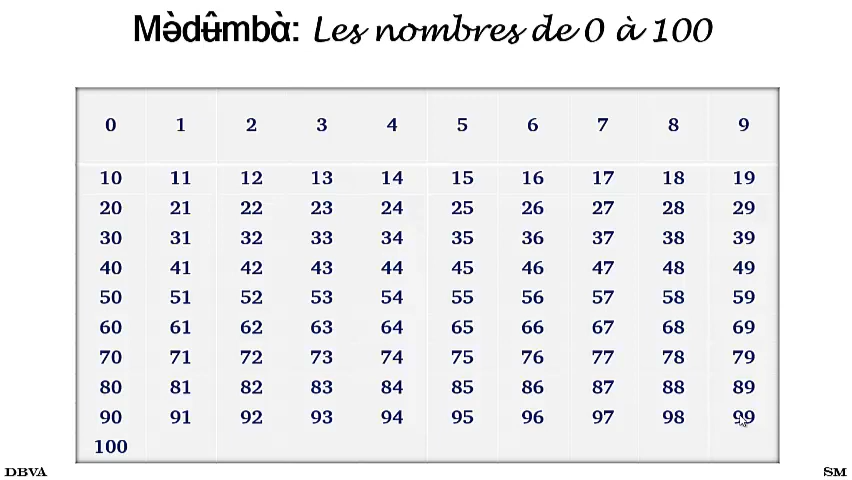 Mə̀dʉ̂mbɑ̀: Les nombres de 0 à 100
0 1 2 3 4 5 6 7 8 9
10 11 12 13 14 15 16 17 18 19
20 21 22 23 24 25 26 27 28 29
30 31 32 33 34 35 36 37 38 39
40 41 42 43 44 45 46 47 48 49
50 51 52 53 54 55 56 57 58 59
60 61 62 63 64 65 66 67 68 69
70 71 72 73 74 75 76 77 78 79
80 81 82 83 84 85 86 87 88 89
90 91 92 93 94 95 96 97 98 99
100
DBVA
SM